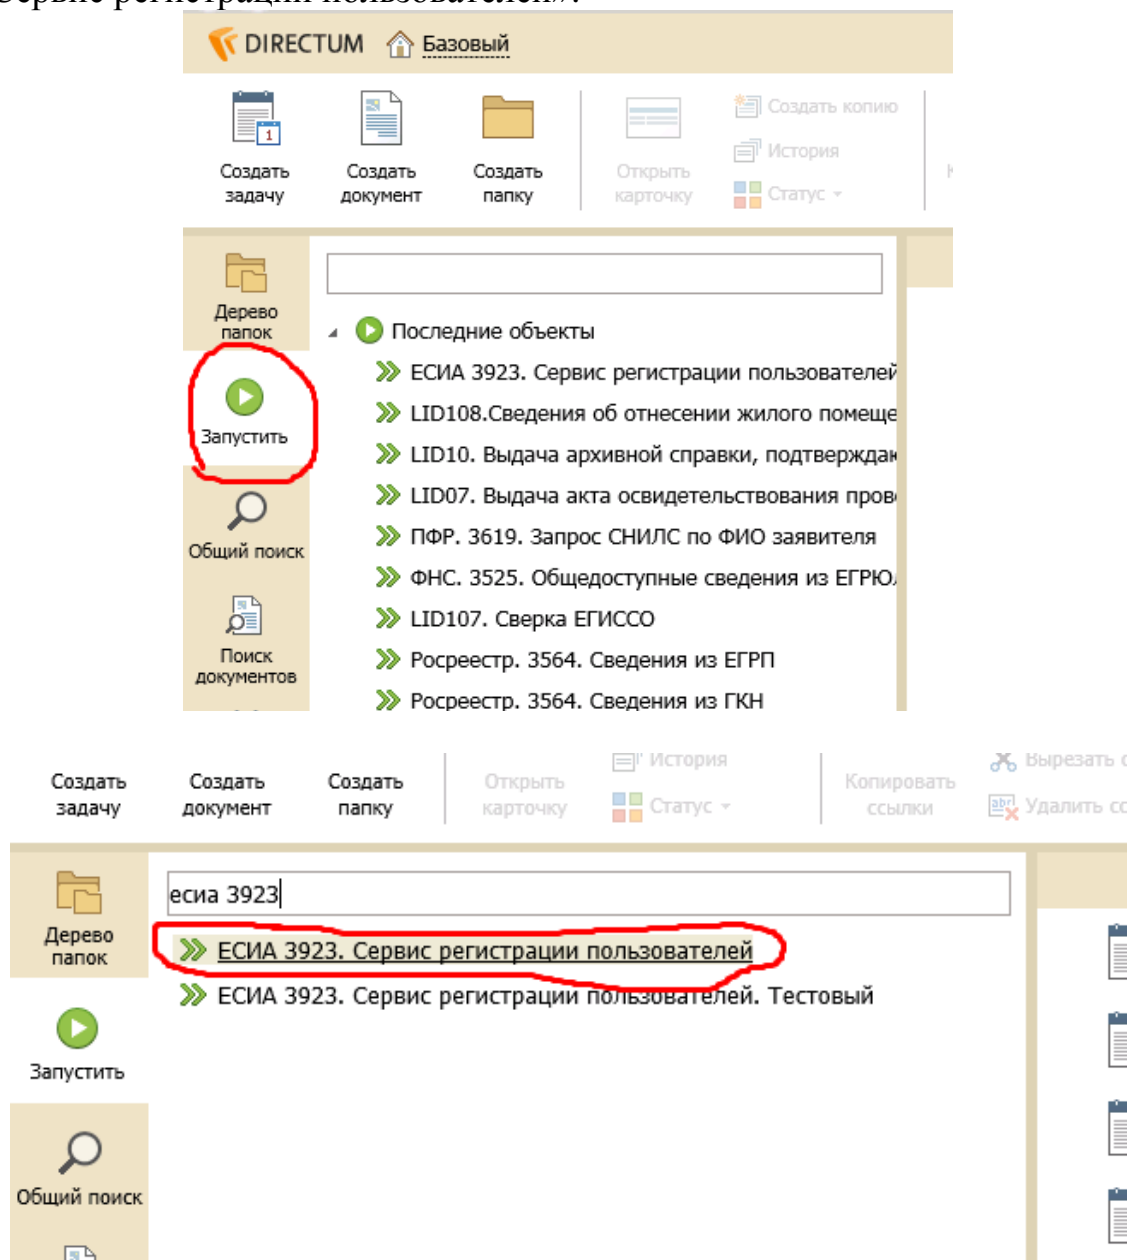 Сервис регистрации пользователей».
DIRECTUM Базовый
Создать задачу
Создать документ
Создать папку
Открыть карточку
Создать копию
История
Статус
Дерево папок
Запустить
Общий поиск
Поиск документов
Последние объекты
ЕСИА 3923. Сервис регистрации пользователей
LID108.Сведения об отнесении жилого помеще
LID10. Выдача архивной справки, подтверждак
LID07. Выдача акта освидетельствования пров
ПФР. 3619. Запрос СНИЛС по ФИО заявителя
ФНС. 3525. Общедоступные сведения из ЕГРЮ
LID107. Сверка ЕГИССО
Росреестр. 3564. Сведения из ЕГРП
Росреестр. 3564. Сведения из ГКН
Создать задачу
Создать документ
Создать папку
Открыть карточку
История
Статус
Копировать ссылки
Вырезать с
Удалить сс
Дерево папок
Запустить
Общий поиск
есиа 3923
ЕСИА 3923. Сервис регистрации пользователей
ЕСИА 3923. Сервис регистрации пользователей. Тестовый